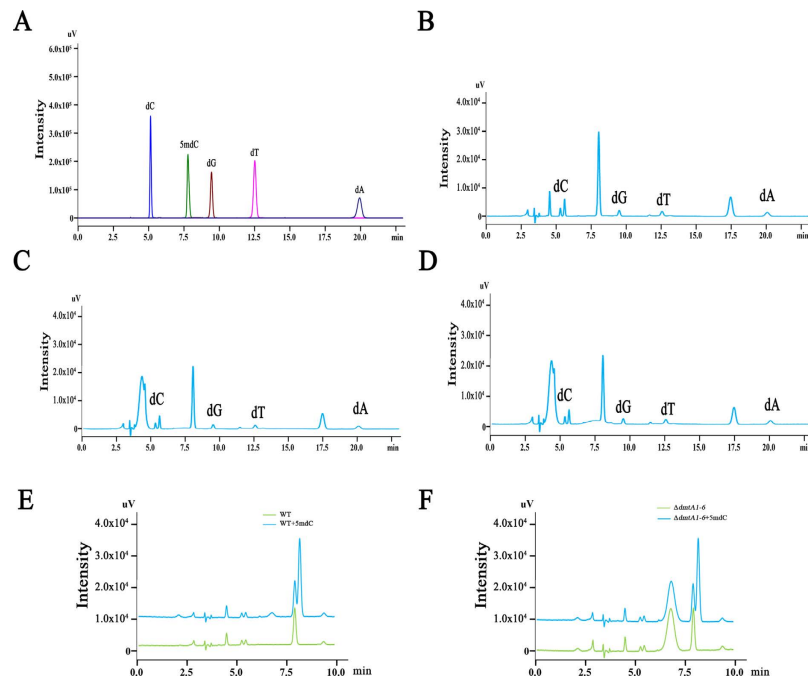 A
uV
Intensity
6.0x10⁵
5.0x10⁵
4.0x10⁵
3.0x10⁵
2.0x10⁵
1.0x10⁵
0
dC
5mdC
dG
dT
dA
0.0 2.5 5.0 7.5 10.0 12.5 15.0 17.5 20.0 min
B
uV
Intensity
4.0x10⁴
3.0x10⁴
2.0x10⁴
1.0x10⁴
0
dC dG dT dA
0.0 2.5 5.0 7.5 10.0 12.5 15.0 17.5 20.0 min
C
uV
Intensity
4.0x10⁴
3.0x10⁴
2.0x10⁴
1.0x10⁴
0
dC dG dT dA
0.0 2.5 5.0 7.5 10.0 12.5 15.0 17.5 20.0 min
D
uV
Intensity
4.0x10⁴
3.0x10⁴
2.0x10⁴
1.0x10⁴
0
dC dG dT dA
0.0 2.5 5.0 7.5 10.0 12.5 15.0 17.5 20.0 min
E
uV
WT
WT+5mdC
Intensity
4.0x10⁴
3.0x10⁴
2.0x10⁴
1.0x10⁴
0
0.0 2.5 5.0 7.5 10.0 min
F
uV
ΔdmtA1-6
ΔdmtA1-6+5mdC
Intensity
4.0x10⁴
3.0x10⁴
2.0x10⁴
1.0x10⁴
0
0.0 2.5 5.0 7.5 10.0 min